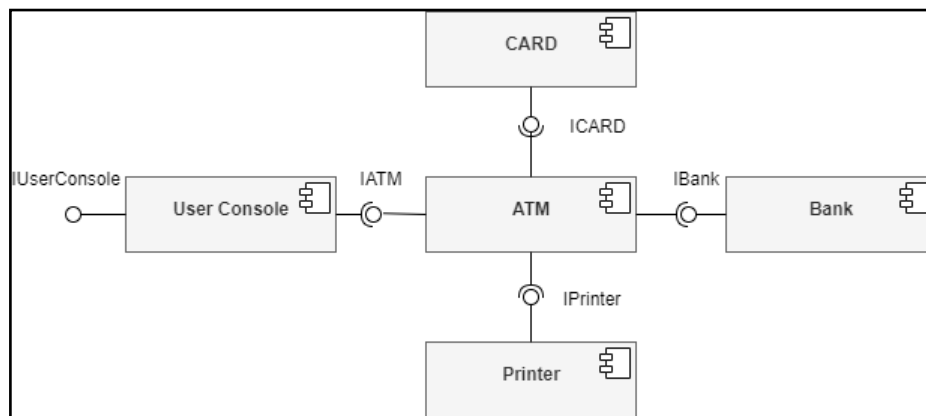 CARD
ICARD
IUserConsole
IATM
IBank
User Console
ATM
Bank
IPrinter
Printer